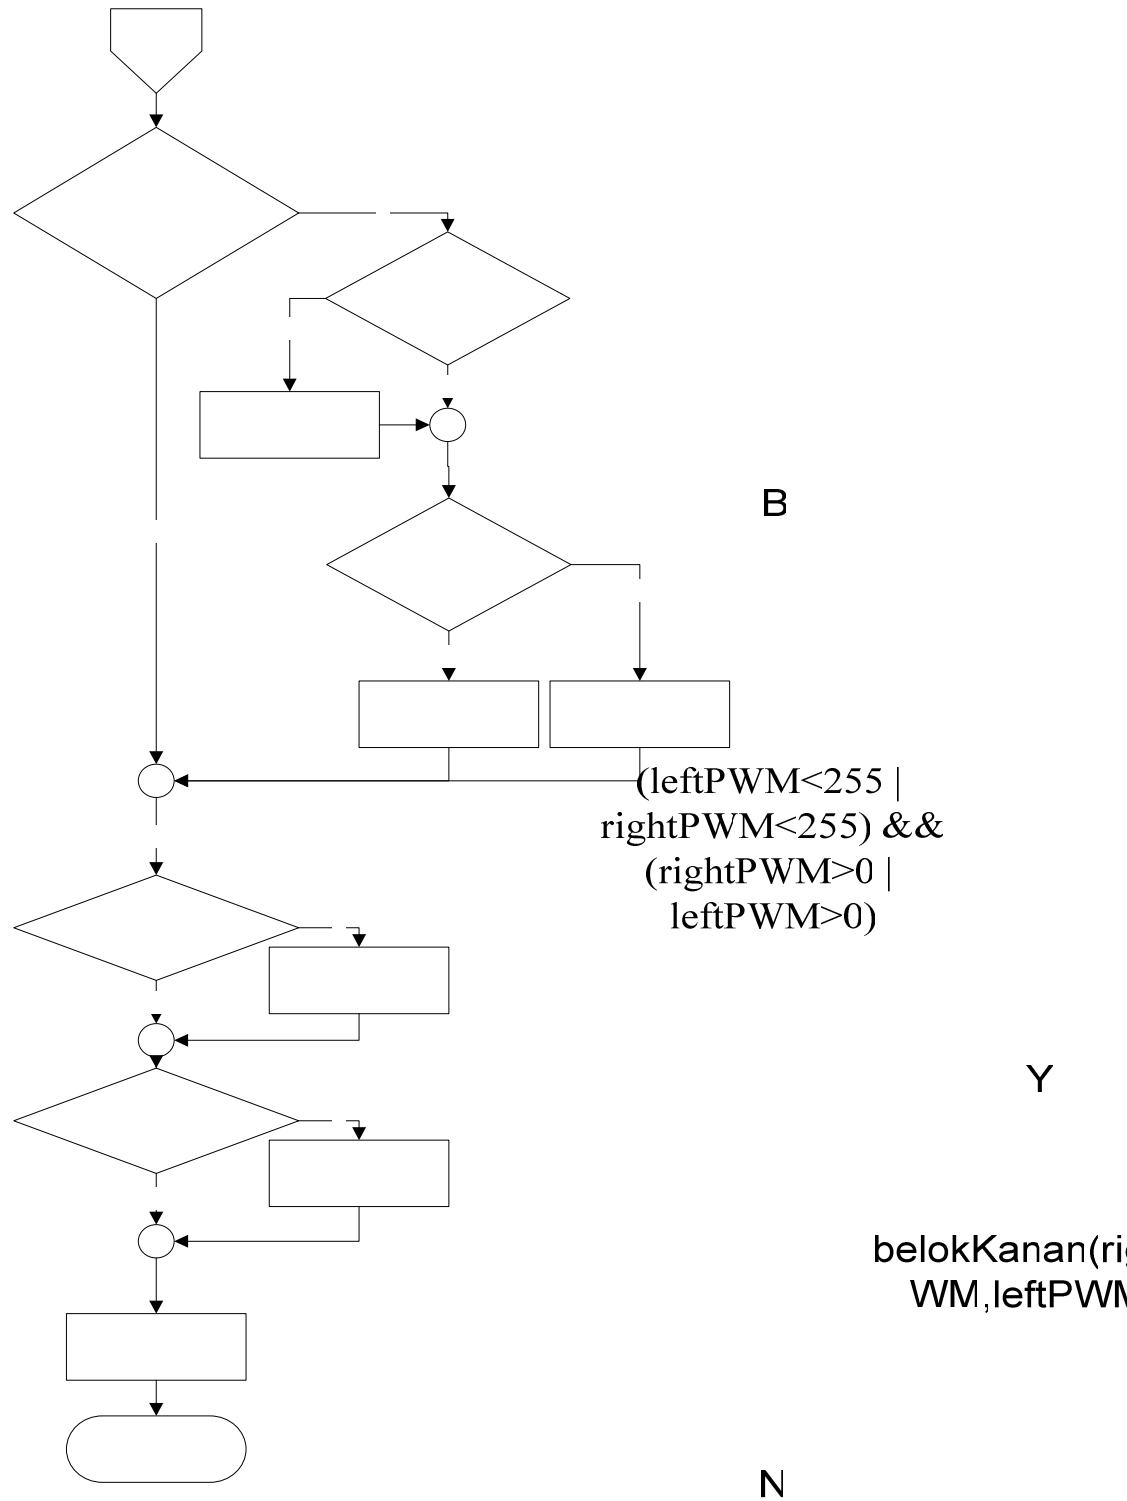 B
(leftPWM<255 |
rightPWM<255) &&
(rightPWM>0 |
leftPWM>0)
Y
belokKanan(rig
WM,leftPWM
N